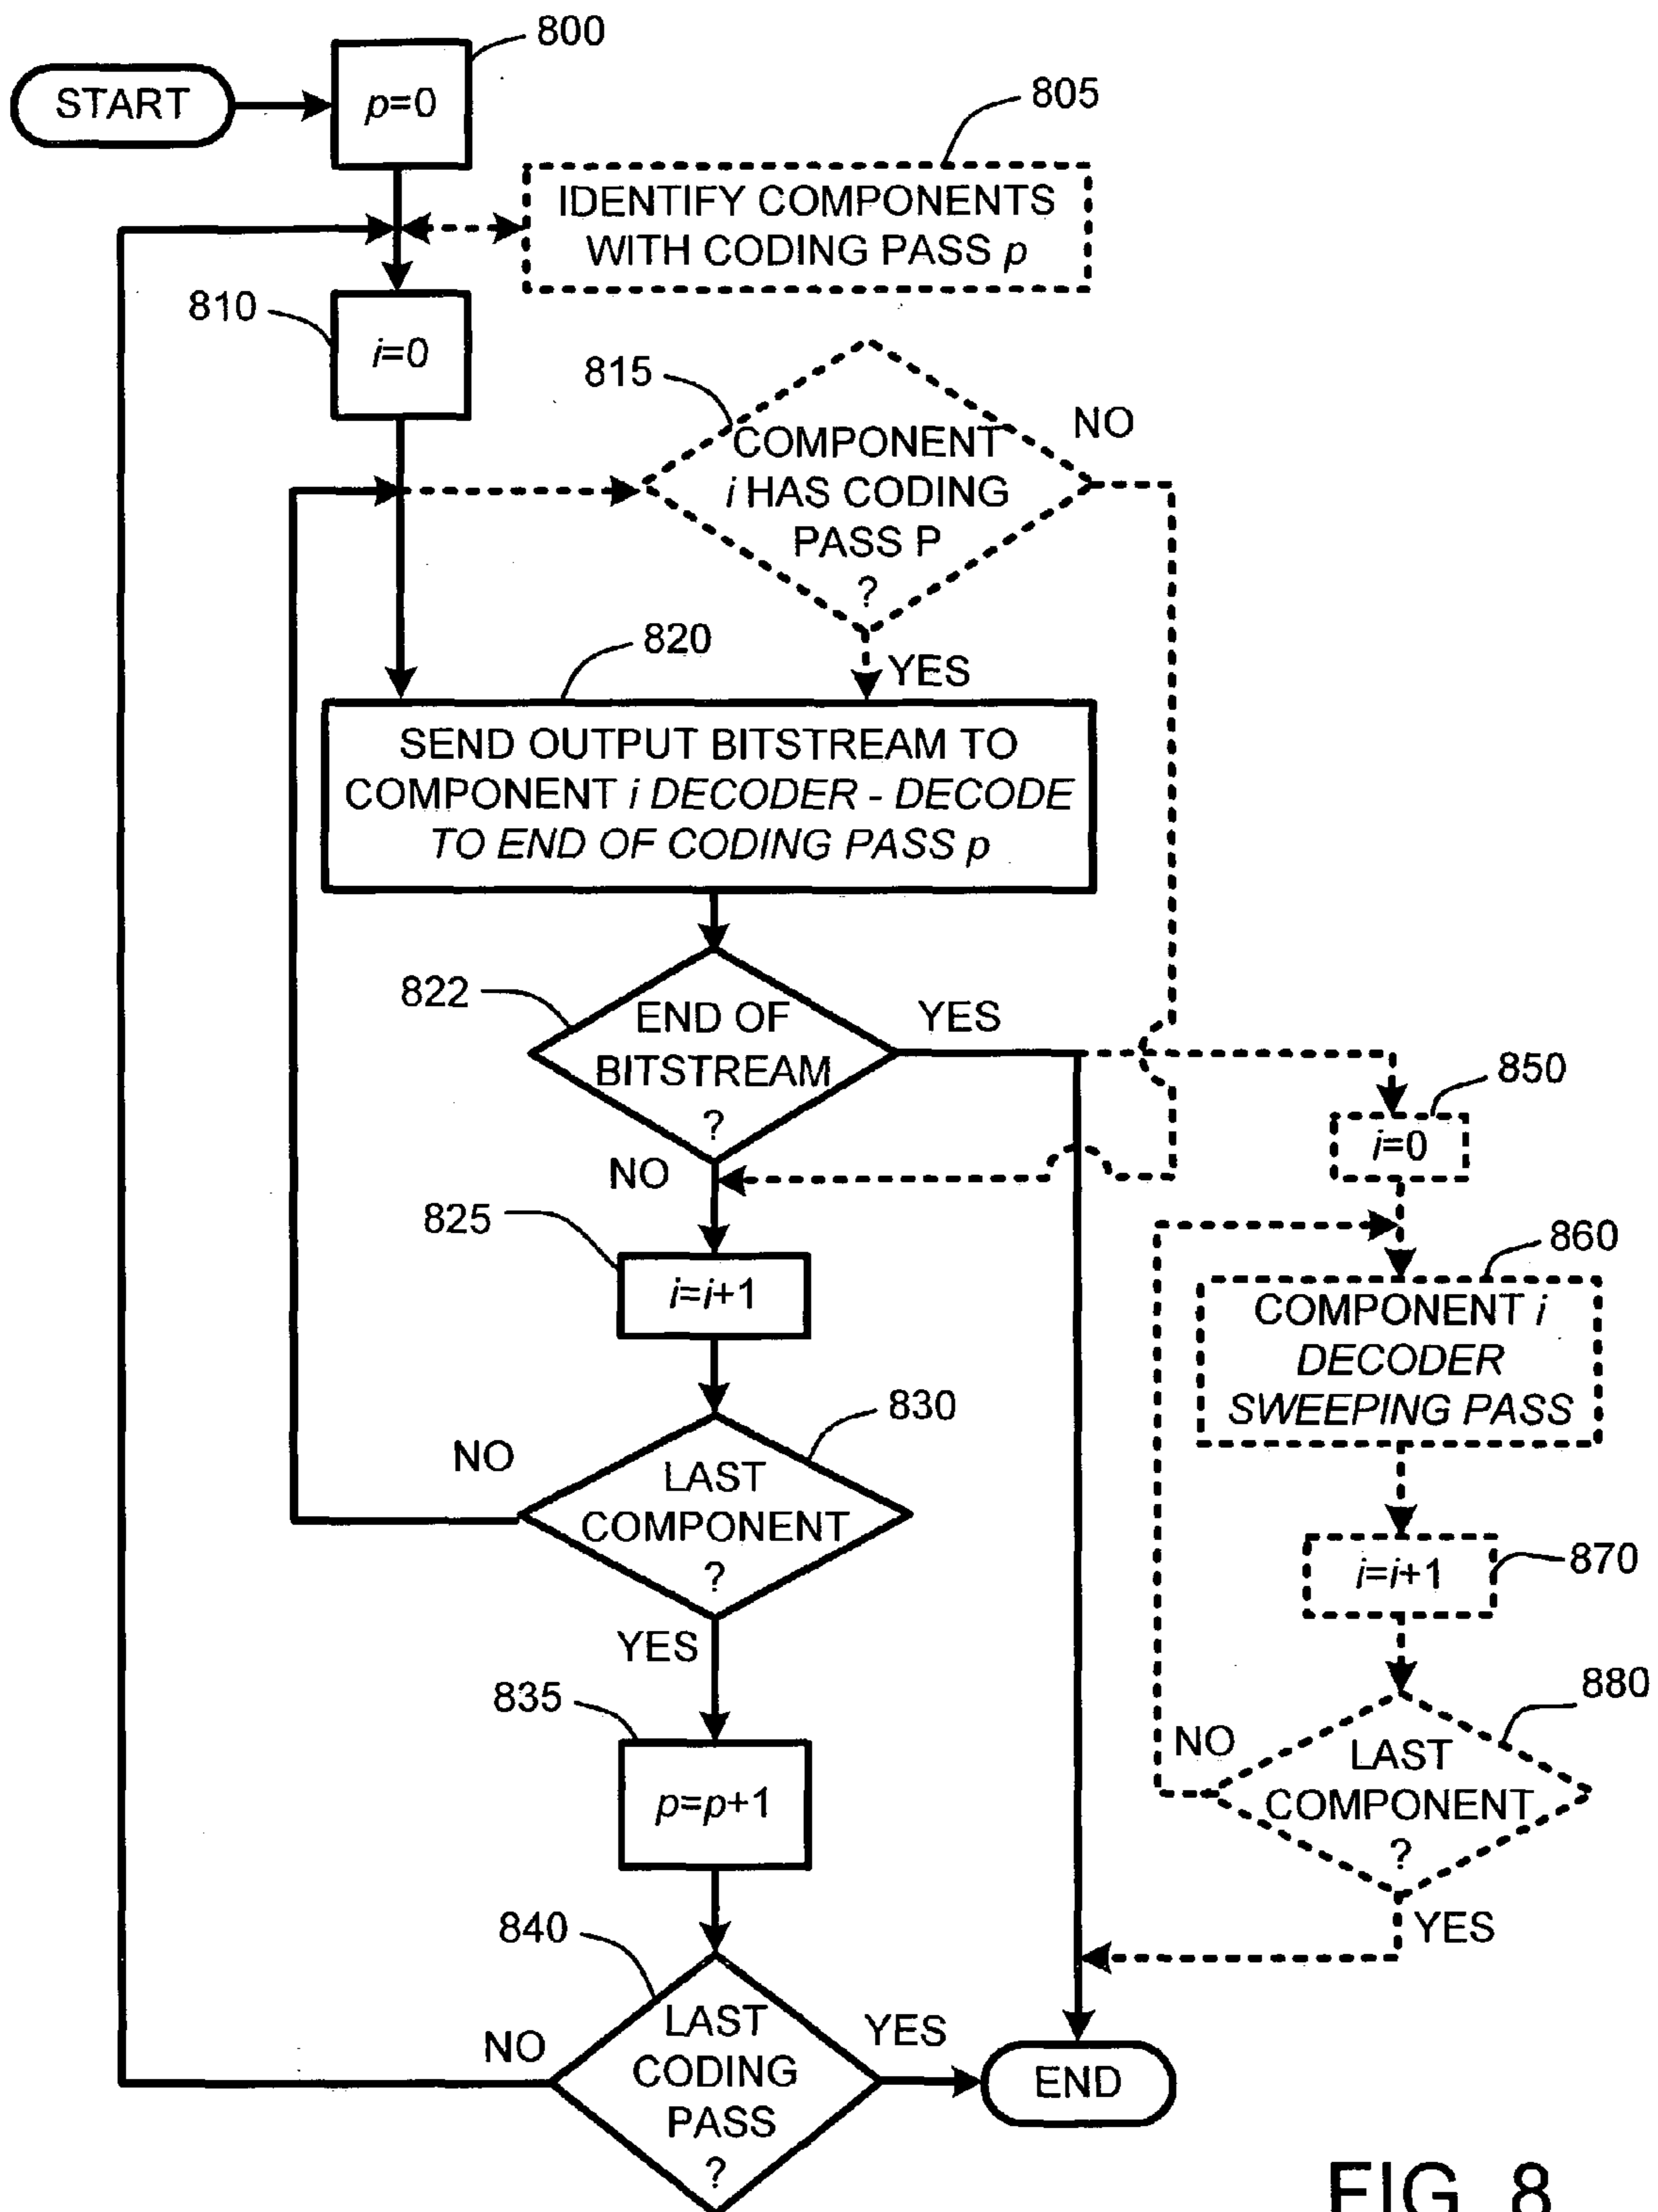 800
START
p=0
805
IDENTIFY COMPONENTS
WITH CODING PASS p
810
i=0
815
NO
COMPONENT
i HAS CODING
PASS P
?
820
YES
SEND OUTPUT BITSTREAM TO
COMPONENT i DECODER - DECODE
TO END OF CODING PASS p
822
YES
END OF
BITSTREAM
?
NO
850
i=0
825
i=i+1
860
COMPONENT i
DECODER
SWEEPING PASS
830
NO
LAST
COMPONENT
?
YES
870
i=i+1
835
p=p+1
880
NO
LAST
COMPONENT
?
YES
840
NO
LAST
CODING
PASS
?
YES
END
FIG. 8